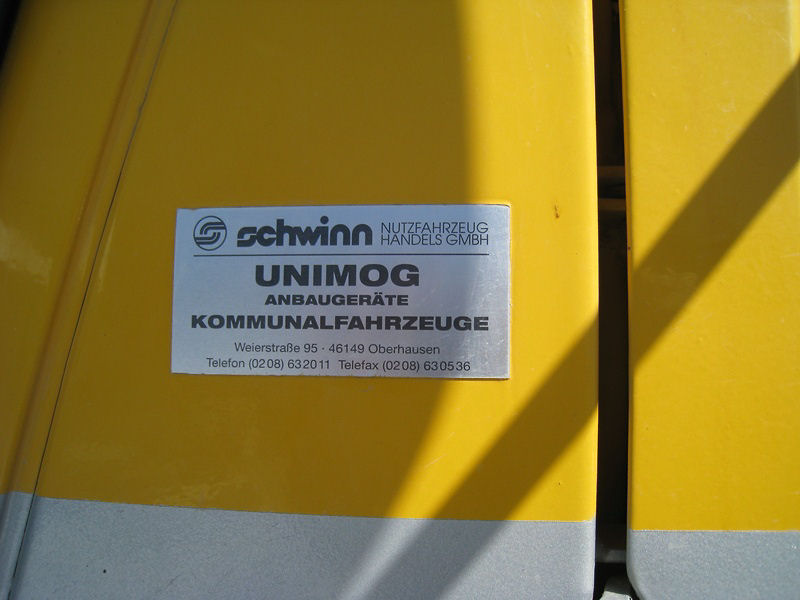 schwinn NUTZFAHRZEUG HANDELS GMBH
UNIMOG
ANBAUGERÄTE
KOMMUNALFAHRZEUGE
Weierstraße 95 · 46149 Oberhausen
Telefon (0208) 632011 Telefax (0208) 630536